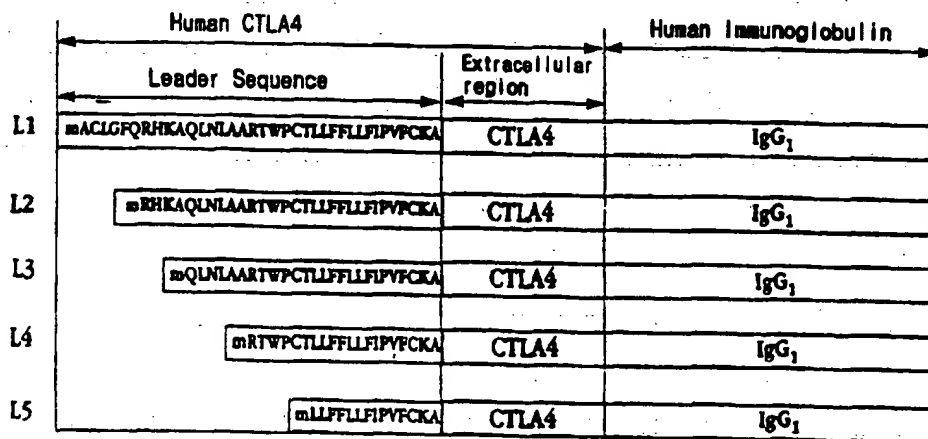 Human CTLA4
Human Immunoglobulin
Leader Sequence
Extracellular
region
L1 mACLGFQRHKAQLNLAARTWPCTLLFFLLFIPVFCKA CTLA4 IgG1
L2 mRHKAQLNLAARTWPCTLLFFLLFIPVFCKA CTLA4 IgG1
L3 mQLNLAARTWPCTLLFFLLFIPVFCKA CTLA4 IgG1
L4 mRTWPCTLLFFLLFIPVFCKA CTLA4 IgG1
L5 mLLFFLLFIPVFCKA CTLA4 IgG1